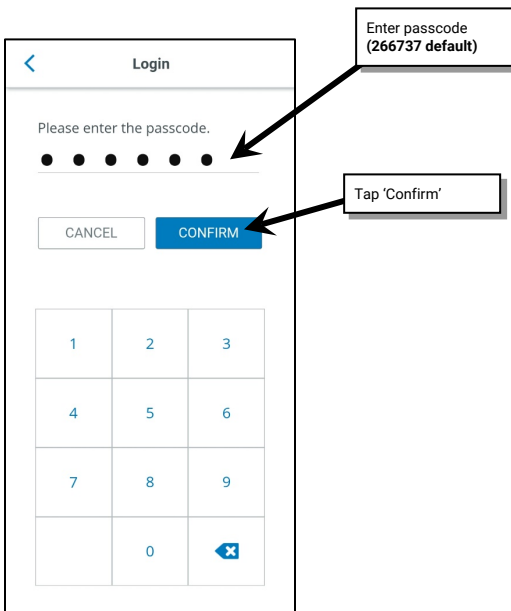 Enter passcode
(266737 default)
Login
Please enter the passcode.
Tap ‘Confirm’
CANCEL CONFIRM
1 2 3
4 5 6
7 8 9
0